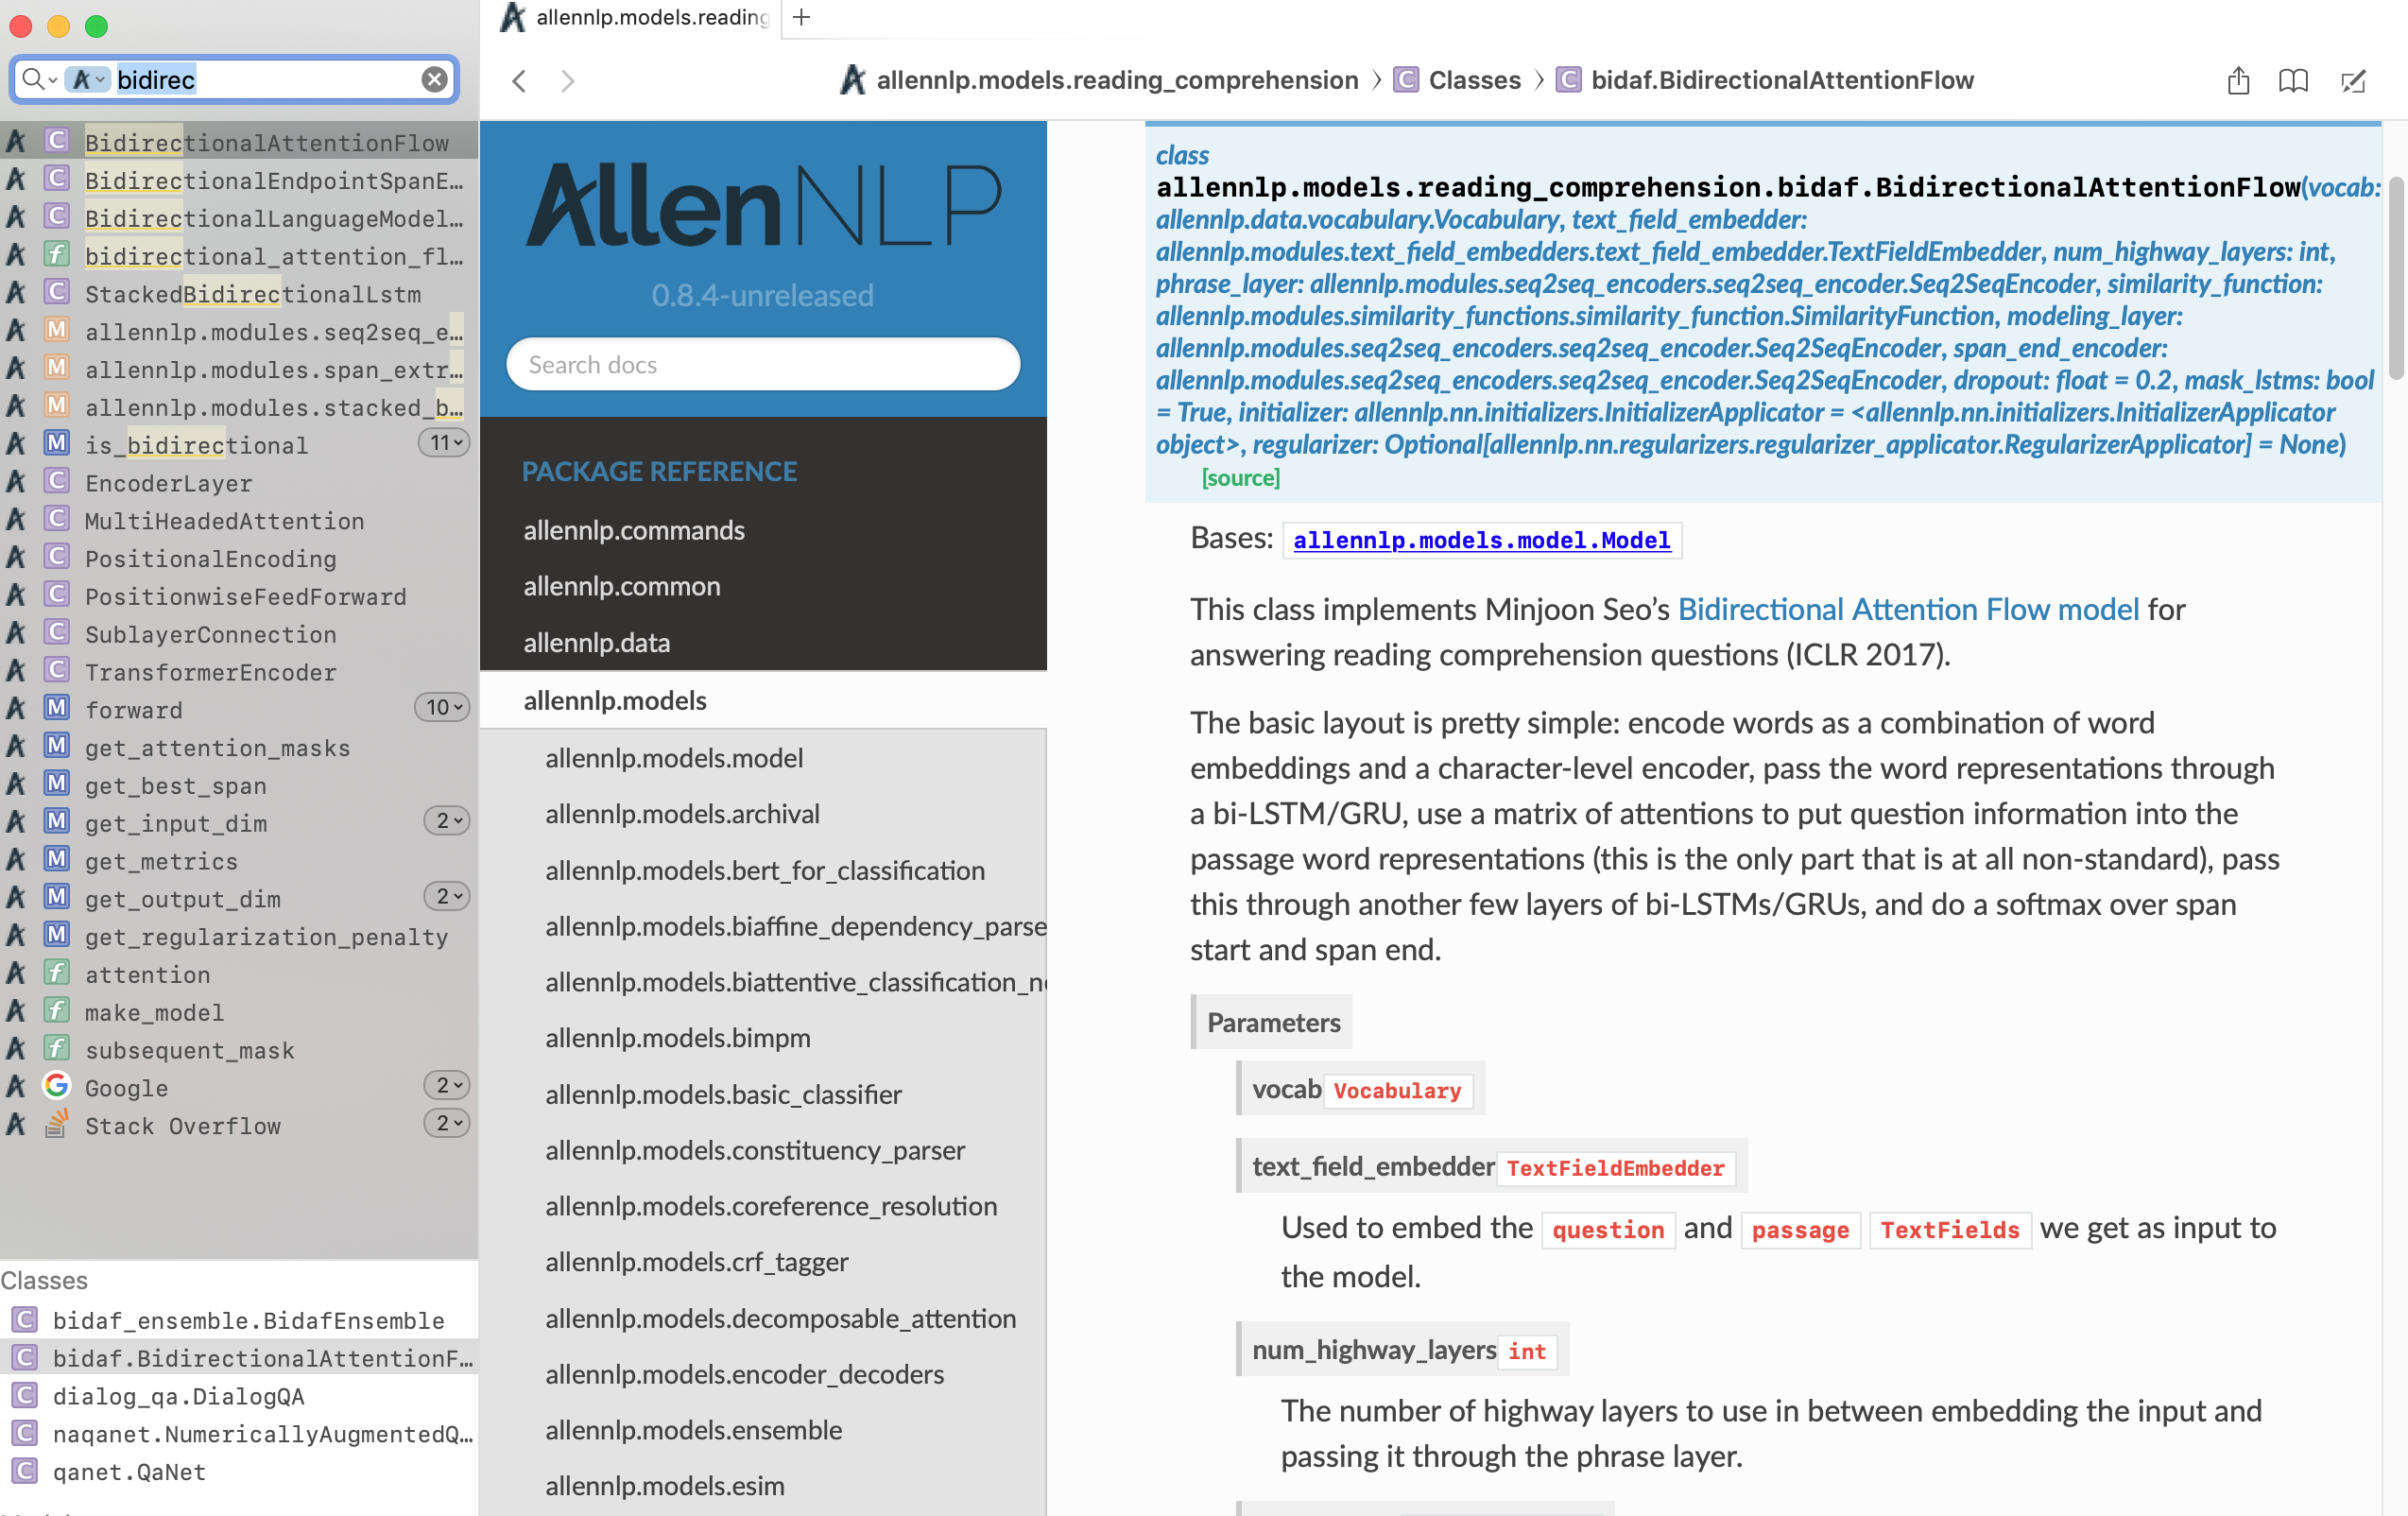 allennlp.models.reading
bidirec
allennlp.models.reading_comprehension 〉 C Classes 〉 C bidaf.BidirectionalAttentionFlow
C BidirectionalAttentionFlow
C BidirectionalEndpointSpanE…
C BidirectionalLanguageModel…
f bidirectional_attention_fl…
C StackedBidirectionalLstm
M allennlp.modules.seq2seq_e…
M allennlp.modules.span_extr…
M allennlp.modules.stacked_b…
M is_bidirectional 11
C EncoderLayer
C MultiHeadedAttention
C PositionalEncoding
C PositionwiseFeedForward
C SublayerConnection
C TransformerEncoder
M forward 10
M get_attention_masks
M get_best_span
M get_input_dim 2
M get_metrics
M get_output_dim 2
M get_regularization_penalty
f attention
f make_model
f subsequent_mask
G Google 2
Stack Overflow 2
Classes
C bidaf_ensemble.BidafEnsemble
C bidaf.BidirectionalAttentionF…
C dialog_qa.DialogQA
C naqanet.NumericallyAugmentedQ…
C qanet.QaNet
AllenNLP
0.8.4-unreleased
Search docs
PACKAGE REFERENCE
allennlp.commands
allennlp.common
allennlp.data
allennlp.models
allennlp.models.model
allennlp.models.archival
allennlp.models.bert_for_classification
allennlp.models.biaffine_dependency_parse
allennlp.models.biattentive_classification_ne
allennlp.models.bimpm
allennlp.models.basic_classifier
allennlp.models.constituency_parser
allennlp.models.coreference_resolution
allennlp.models.crf_tagger
allennlp.models.decomposable_attention
allennlp.models.encoder_decoders
allennlp.models.ensemble
allennlp.models.esim
class
allennlp.models.reading_comprehension.bidaf.BidirectionalAttentionFlow(vocab:
allennlp.data.vocabulary.Vocabulary, text_field_embedder:
allennlp.modules.text_field_embedders.text_field_embedder.TextFieldEmbedder, num_highway_layers: int,
phrase_layer: allennlp.modules.seq2seq_encoders.seq2seq_encoder.Seq2SeqEncoder, similarity_function:
allennlp.modules.similarity_functions.similarity_function.SimilarityFunction, modeling_layer:
allennlp.modules.seq2seq_encoders.seq2seq_encoder.Seq2SeqEncoder, span_end_encoder:
allennlp.modules.seq2seq_encoders.seq2seq_encoder.Seq2SeqEncoder, dropout: float = 0.2, mask_lstms: bool
= True, initializer: allennlp.nn.initializers.InitializerApplicator = <allennlp.nn.initializers.InitializerApplicator
object>, regularizer: Optional[allennlp.nn.regularizers.regularizer_applicator.RegularizerApplicator] = None)
[source]
Bases: allennlp.models.model.Model
This class implements Minjoon Seo’s Bidirectional Attention Flow model for
answering reading comprehension questions (ICLR 2017).
The basic layout is pretty simple: encode words as a combination of word
embeddings and a character-level encoder, pass the word representations through
a bi-LSTM/GRU, use a matrix of attentions to put question information into the
passage word representations (this is the only part that is at all non-standard), pass
this through another few layers of bi-LSTMs/GRUs, and do a softmax over span
start and span end.
Parameters
vocab Vocabulary
text_field_embedder TextFieldEmbedder
Used to embed the question and passage TextFields we get as input to
the model.
num_highway_layers int
The number of highway layers to use in between embedding the input and
passing it through the phrase layer.